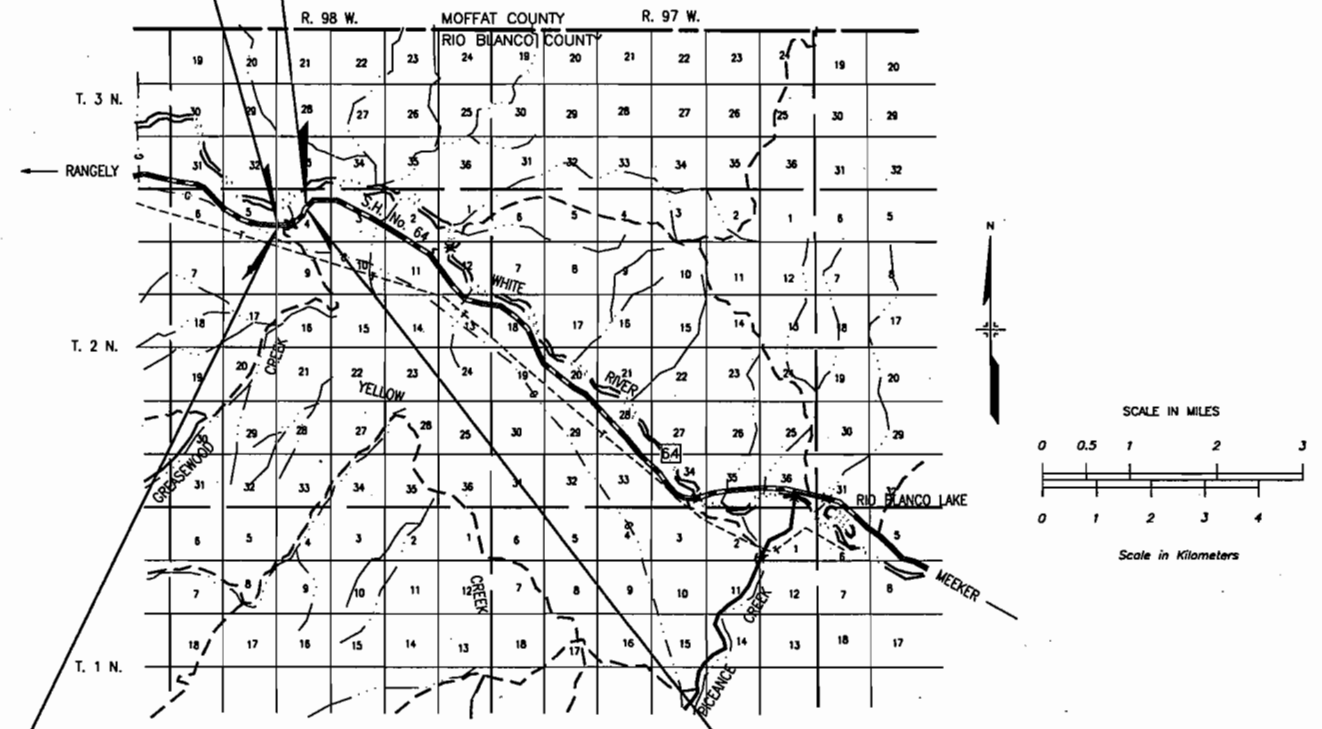 R. 98 W. MOFFAT COUNTY R. 97 W.
RIO BLANCO COUNTY
19 20 21 22 23 24 19 20 21 22 23 19 20
T. 3 N.
30 29 28 27 26 25 30 29 28 27 26 25 30 29
31 32 34 35 36 31 32 33 34 35 36 31 32
RANGELY
G
G
S.H. No. 64
6 5 4 3 2 1 6 5 4 3 2 1 6 5
N
7 9 10 11 12 7 8 9 10 11 12 7 8
WHITE
18 17 16 15 14 13 18 17 16 15 14 13 18 17
T. 2 N.
CREEK
19 20 21 22 23 24 19 20 21 22 23 24 19 20
YELLOW
RIVER
30 29 28 27 26 25 30 29 28 27 26 25 30 29
64
GREASEWOOD
31 32 33 34 35 36 31 32 33 34 35 36 31
RIO BLANCO LAKE
6 5 4 3 2 1 6 5 4 3 2 1 6 5
MEEKER
7 8 9 10 11 12 7 8 9 10 11 12 7 8
CREEK
CREEK
18 17 16 15 14 13 18 17 16 15 14 13 18 17
T. 1 N.
PICEANCE
SCALE IN MILES
0 0.5 1 2 3
0 1 2 3 4
Scale in Kilometers